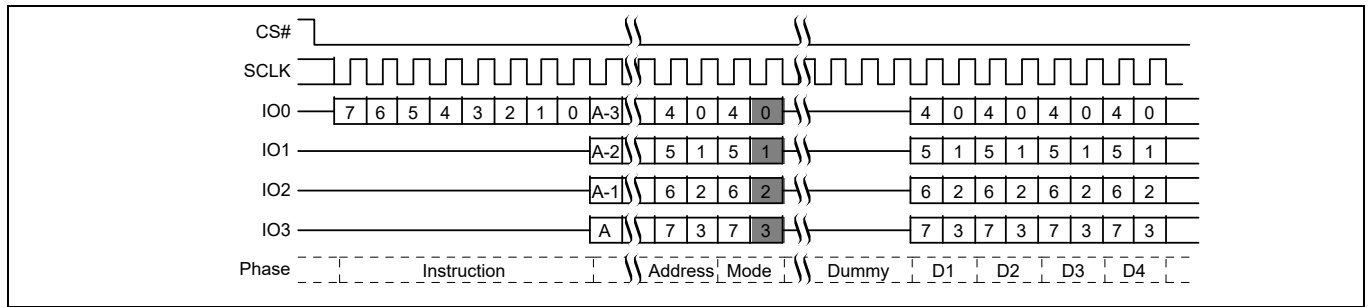 CS#
SCLK
IO0 7 6 5 4 3 2 1 0 A-3 4 0 4 0 4 0 4 0 4 0 4 0
IO1 A-2 5 1 5 1 5 1 5 1 5 1 5 1
IO2 A-1 6 2 6 2 6 2 6 2 6 2 6 2
IO3 A 7 3 7 3 7 3 7 3 7 3 7 3
Phase Instruction Address Mode Dummy D1 D2 D3 D4